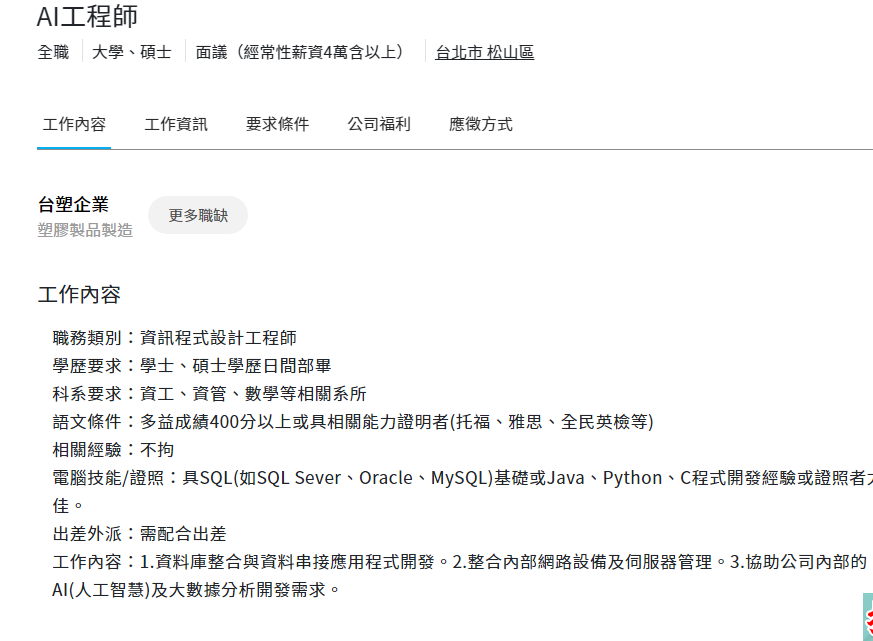 AI工程師
全職 大學、碩士 面議（經常性薪資4萬含以上） 台北市 松山區
工作內容 工作資訊 要求條件 公司福利 應徵方式
台塑企業
更多職缺
塑膠製品製造
工作內容
職務類別：資訊程式設計工程師
學歷要求：學士、碩士學歷日間部畢
科系要求：資工、資管、數學等相關系所
語文條件：多益成績400分以上或具相關能力證明者(托福、雅思、全民英檢等)
相關經驗：不拘
電腦技能/證照：具SQL(如SQL Sever、Oracle、MySQL)基礎或Java、Python、C程式開發經驗或證照者
佳。
出差外派：需配合出差
工作內容：1.資料庫整合與資料串接應用程式開發。2.整合內部網路設備及伺服器管理。3.協助公司內部的
AI(人工智慧)及大數據分析開發需求。